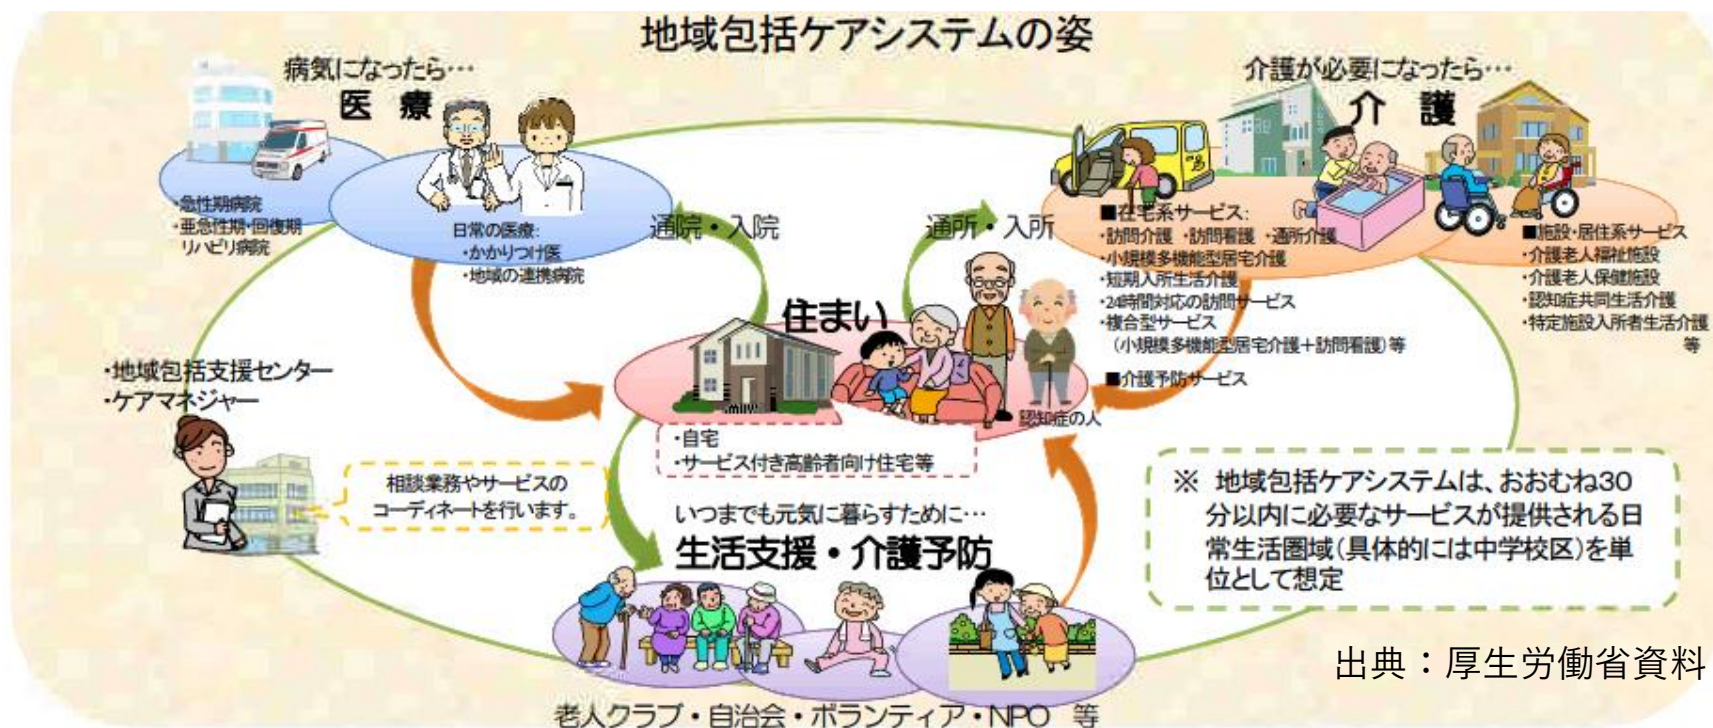 地域包括ケアシステムの姿
病気になったら…
医 療
・急性期病院
・亜急性期・回復期
リハビリ病院
日常の医療:
・かかりつけ医
・地域の連携病院
通院・入院
介護が必要になったら…
介 護
通所・入所
■在宅系サービス:
・訪問介護 ・訪問看護 ・通所介護
・小規模多機能型居宅介護
・短期入所生活介護
・24時間対応の訪問サービス
・複合型サービス
(小規模多機能型居宅介護+訪問看護)等
■介護予防サービス
■施設・居住系サービス
・介護老人福祉施設
・介護老人保健施設
・認知症共同生活介護
・特定施設入所者生活介護
等
住まい
認知症の人
・自宅
・サービス付き高齢者向け住宅等
・地域包括支援センター
・ケアマネジャー
相談業務やサービスの
コーディネートを行います。
いつまでも元気に暮らすために…
生活支援・介護予防
老人クラブ・自治会・ボランティア・NPO 等
※ 地域包括ケアシステムは、おおむね30
分以内に必要なサービスが提供される日
常生活圏域(具体的には中学校区)を単
位として想定
出典:厚生労働省資料